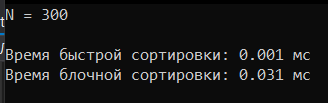 N = 300
Время быстрой сортировки: 0.001 мс
Время блочной сортировки: 0.031 мс